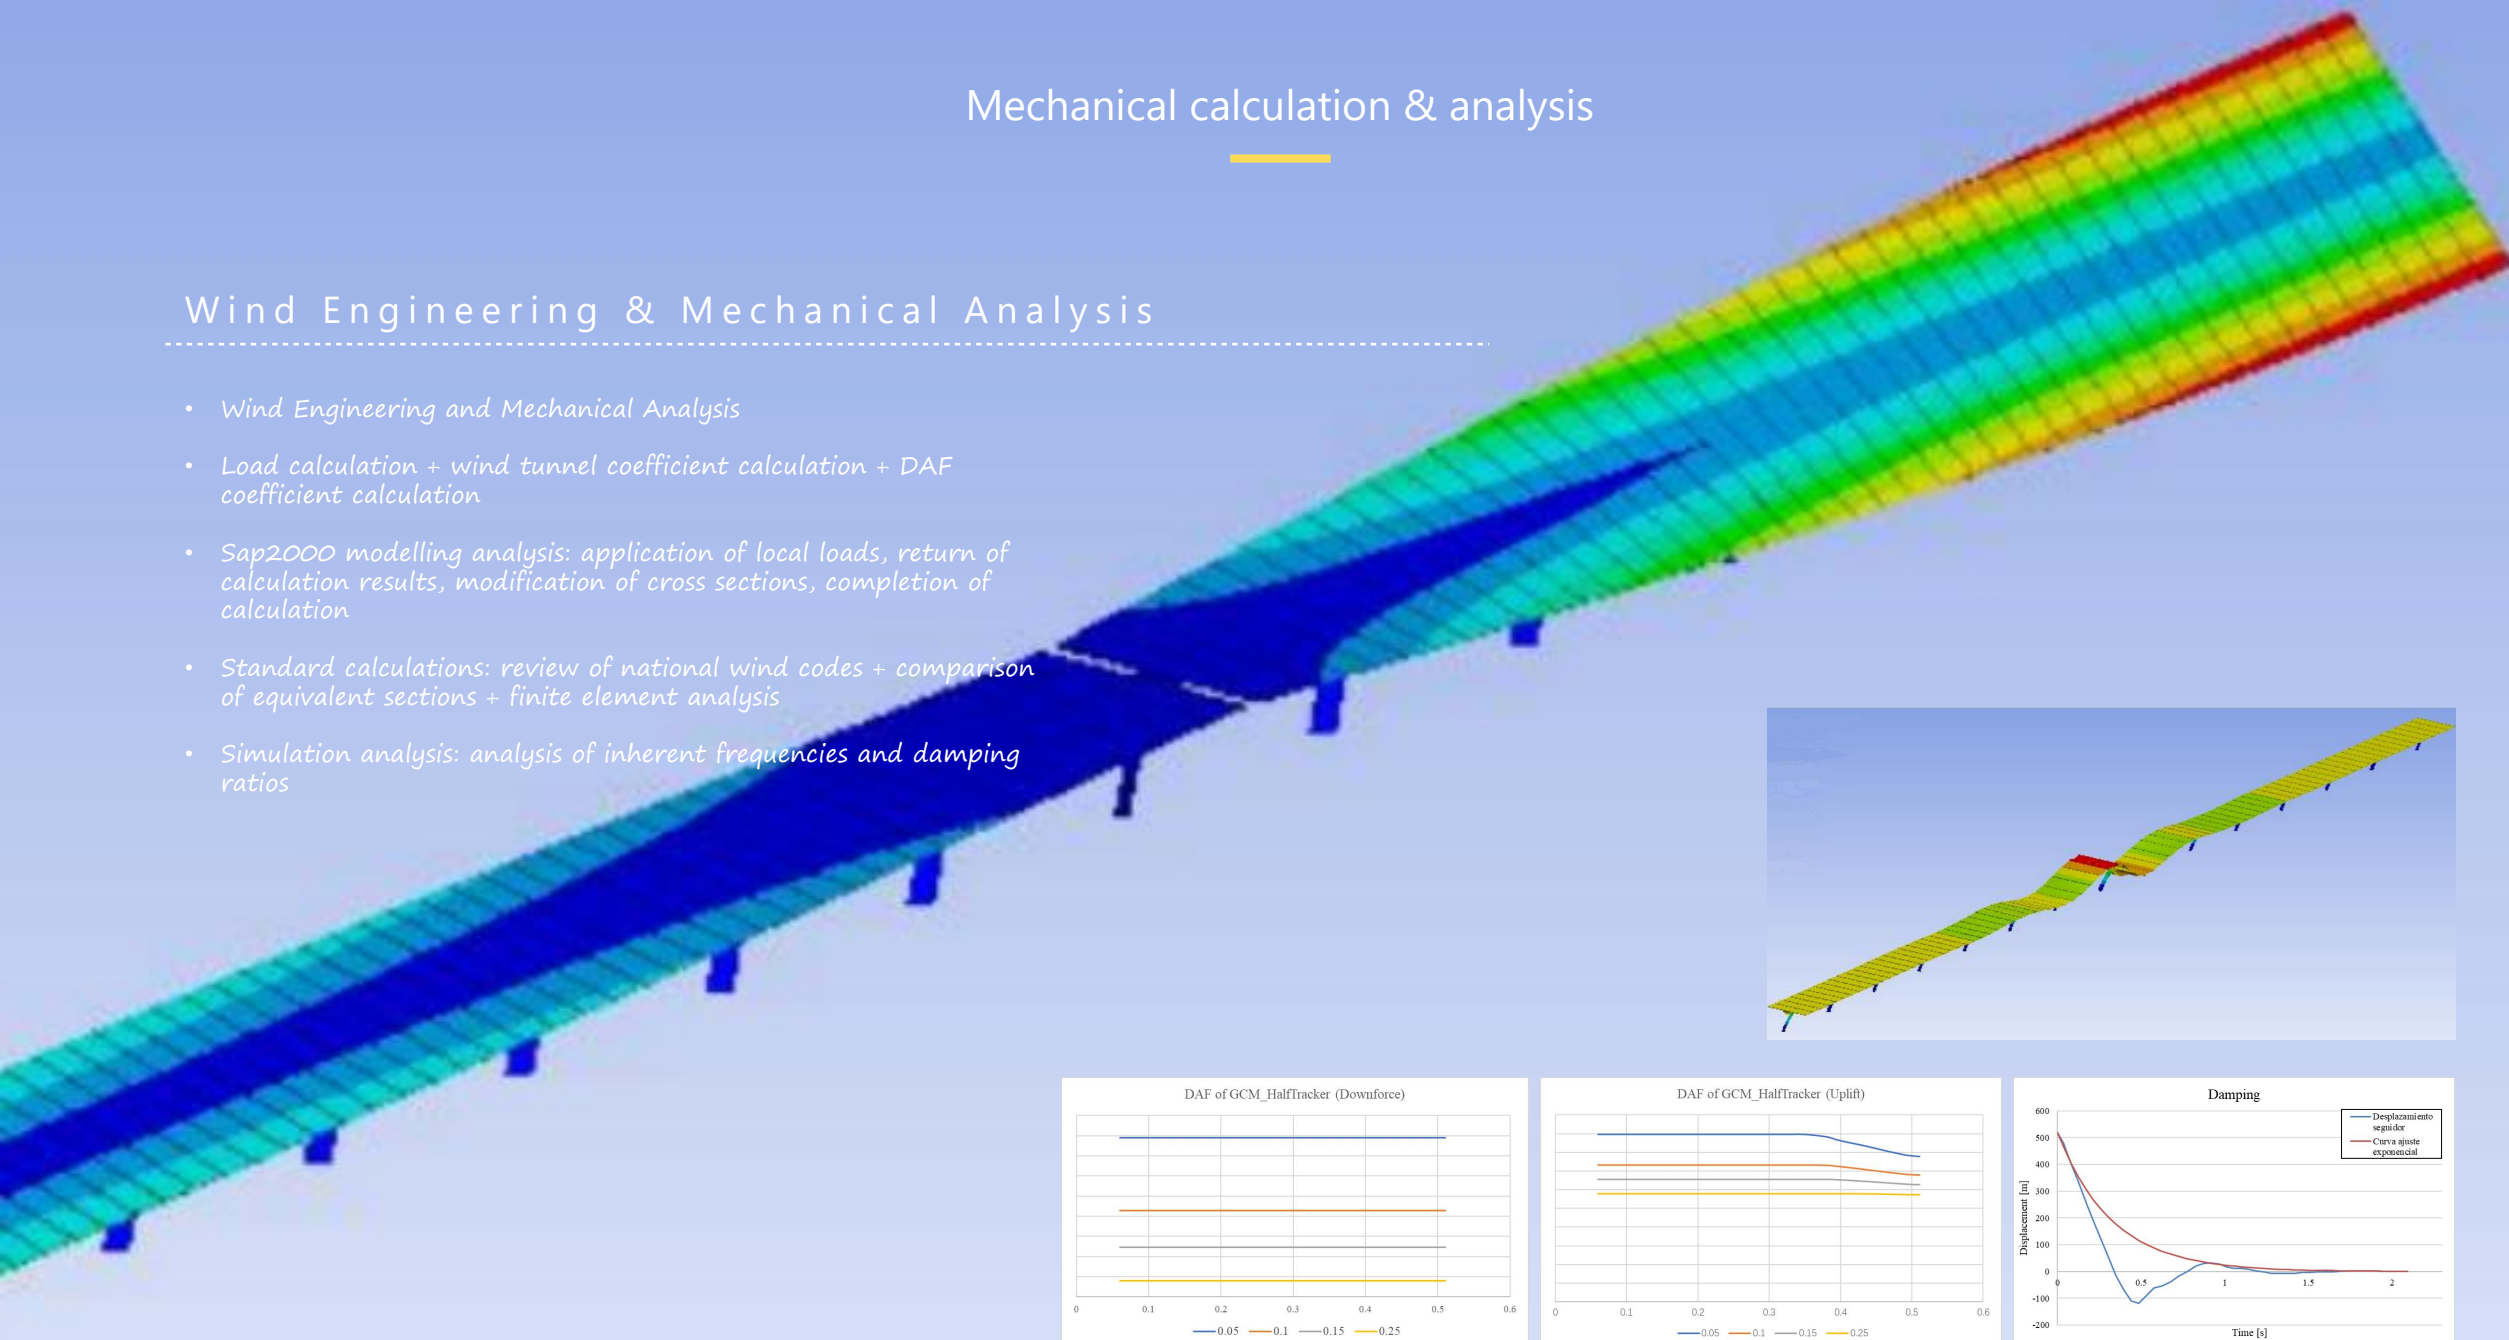 Mechanical calculation & analysis
Wind Engineering & Mechanical Analysis
• Wind Engineering and Mechanical Analysis
• Load calculation + wind tunnel coefficient calculation + DAF
coefficient calculation
• Sap2000 modelling analysis: application of local loads, return of
calculation results, modification of cross sections, completion of
calculation
• Standard calculations: review of national wind codes + comparison
of equivalent sections + finite element analysis
• Simulation analysis: analysis of inherent frequencies and damping
ratios
DAF of GCM_HalfTracker (Downforce)
0 0.1 0.2 0.3 0.4 0.5 0.6
0.05 0.1 0.15 0.25
DAF of GCM_HalfTracker (Uplift)
0 0.1 0.2 0.3 0.4 0.5 0.6
0.05 0.1 0.15 0.25
Damping
Desplazamiento
seguidor
Curva ajuste
exponencial
Displacement [m]
600
500
400
300
200
100
0
-100
-200
0 0.5 1 1.5 2
Time [s]